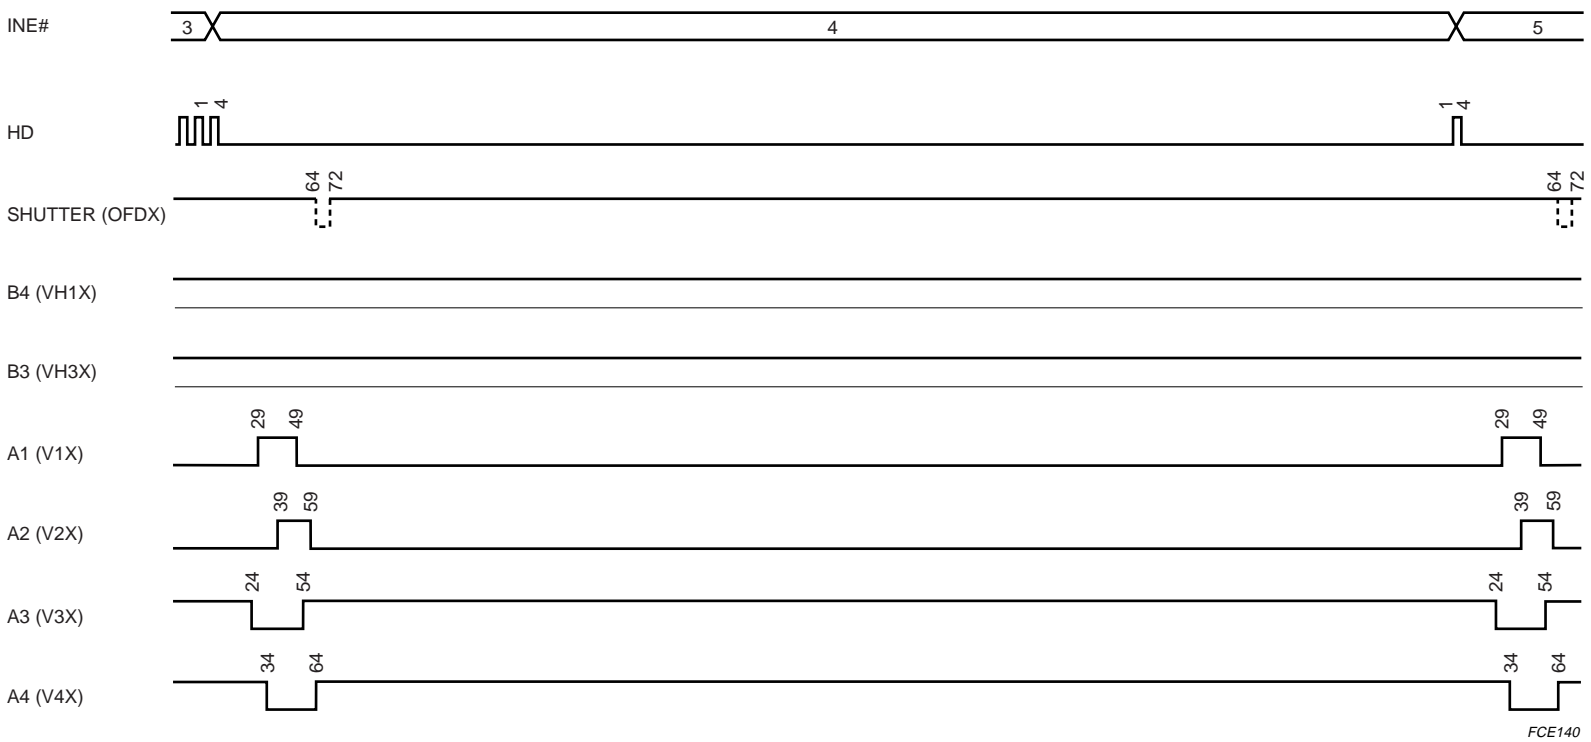 INE# 3 4 5
1 4 1 4
HD
64 72 64 72
SHUTTER (OFDX)
B4 (VH1X)
B3 (VH3X)
29 49 29 49
A1 (V1X)
39 59 39 59
A2 (V2X)
24 54 24 54
A3 (V3X)
34 64 34 64
A4 (V4X)
FCE140